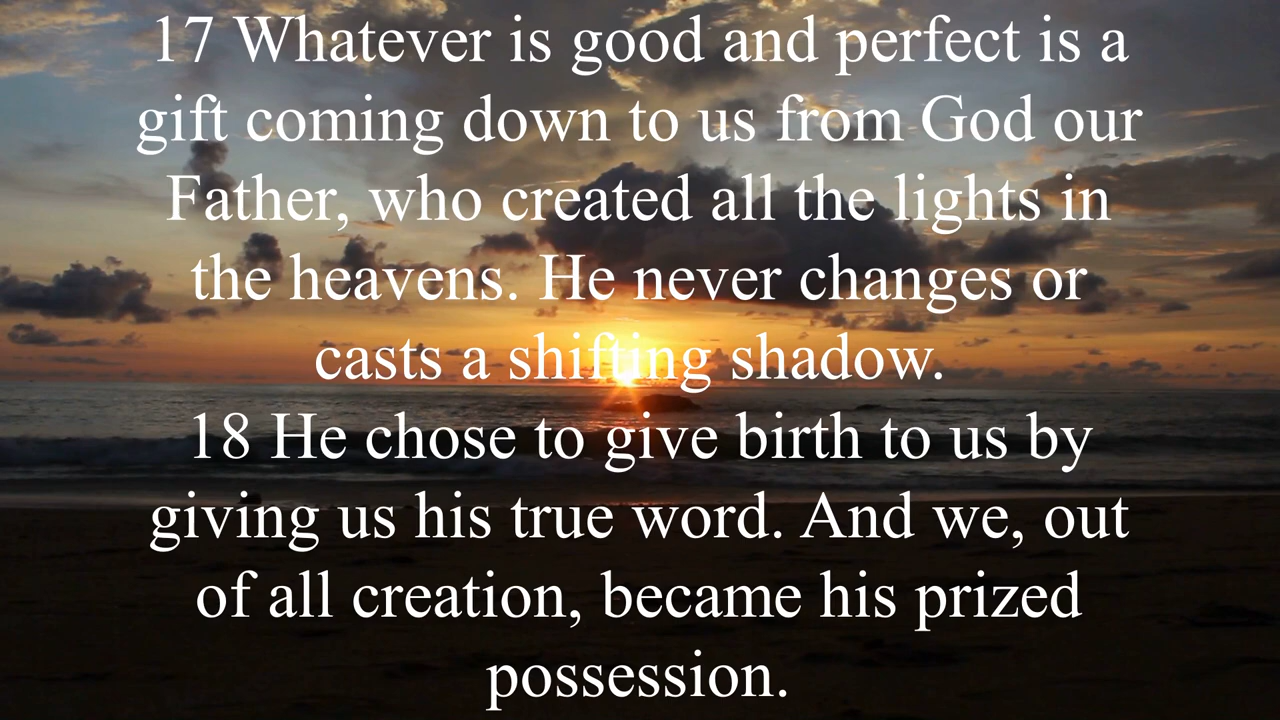 17 Whatever is good and perfect is a
gift coming down to us from God our
Father, who created all the lights in
the heavens. He never changes or
casts a shifting shadow.
18 He chose to give birth to us by
giving us his true word. And we, out
of all creation, became his prized
possession.